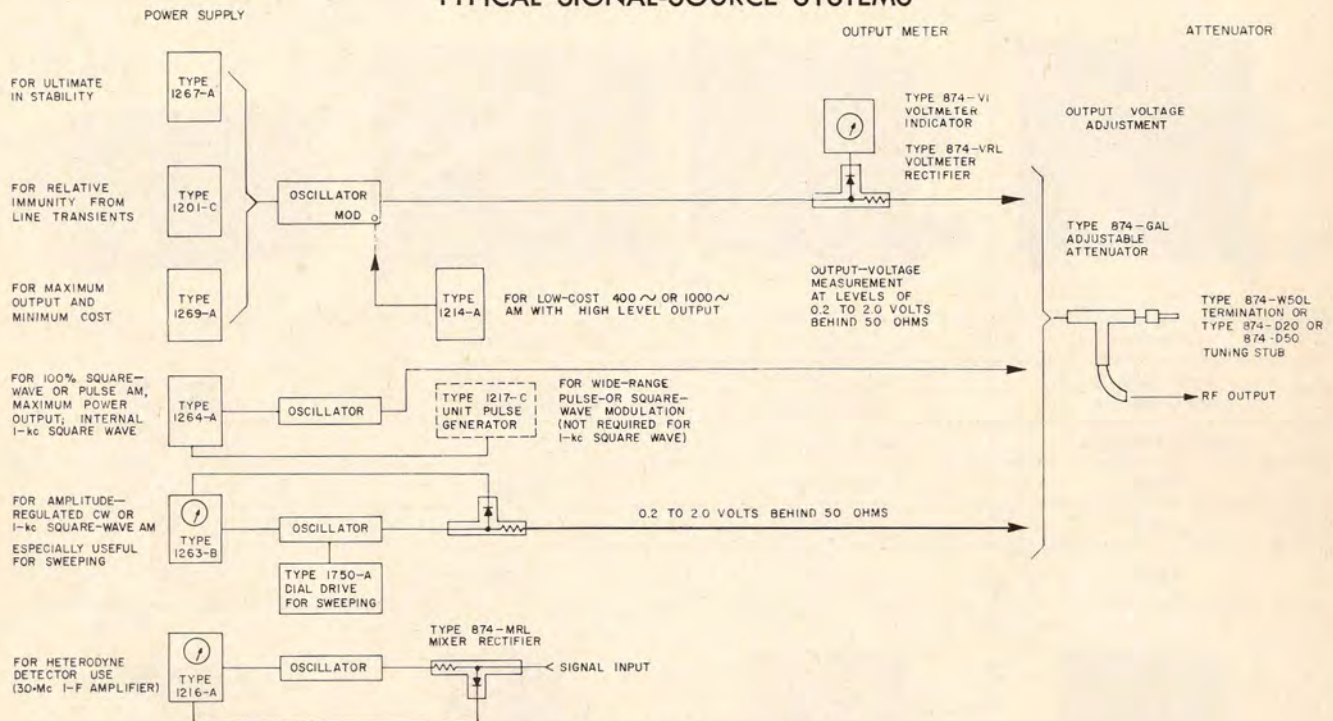 TYPICAL SIGNAL-SOURCE SYSTEMS
POWER SUPPLY
OUTPUT METER
ATTENUATOR
FOR ULTIMATE
IN STABILITY
TYPE
1267-A
TYPE 874-VI
VOLTMETER
INDICATOR
TYPE 874-VRL
VOLTMETER
RECTIFIER
OUTPUT VOLTAGE
ADJUSTMENT
FOR RELATIVE
IMMUNITY FROM
LINE TRANSIENTS
TYPE
1201-C
OSCILLATOR
MOD
TYPE 874-GAL
ADJUSTABLE
ATTENUATOR
FOR MAXIMUM
OUTPUT AND
MINIMUM COST
TYPE
1269-A
TYPE
1214-A
FOR LOW-COST 400~ OR 1000~
AM WITH HIGH LEVEL OUTPUT
OUTPUT-VOLTAGE
MEASUREMENT
AT LEVELS OF
0.2 TO 2.0 VOLTS
BEHIND 50 OHMS
TYPE 874-W50L
TERMINATION OR
TYPE 874-D20 OR
874-D50
TUNING STUB
RF OUTPUT
FOR 100% SQUARE-
WAVE OR PULSE AM,
MAXIMUM POWER
OUTPUT; INTERNAL
1-kc SQUARE WAVE
TYPE
1264-A
OSCILLATOR
TYPE 1217-C
UNIT PULSE
GENERATOR
FOR WIDE-RANGE
PULSE-OR SQUARE-
WAVE MODULATION
(NOT REQUIRED FOR
1-kc SQUARE WAVE)
FOR AMPLITUDE-
REGULATED CW OR
1-kc SQUARE-WAVE AM
ESPECIALLY USEFUL
FOR SWEEPING
TYPE
1263-B
OSCILLATOR
0.2 TO 2.0 VOLTS BEHIND 50 OHMS
TYPE 1750-A
DIAL DRIVE
FOR SWEEPING
TYPE 874-MRL
MIXER RECTIFIER
FOR HETERODYNE
DETECTOR USE
(30-Mc I-F AMPLIFIER)
TYPE
1216-A
OSCILLATOR
SIGNAL INPUT